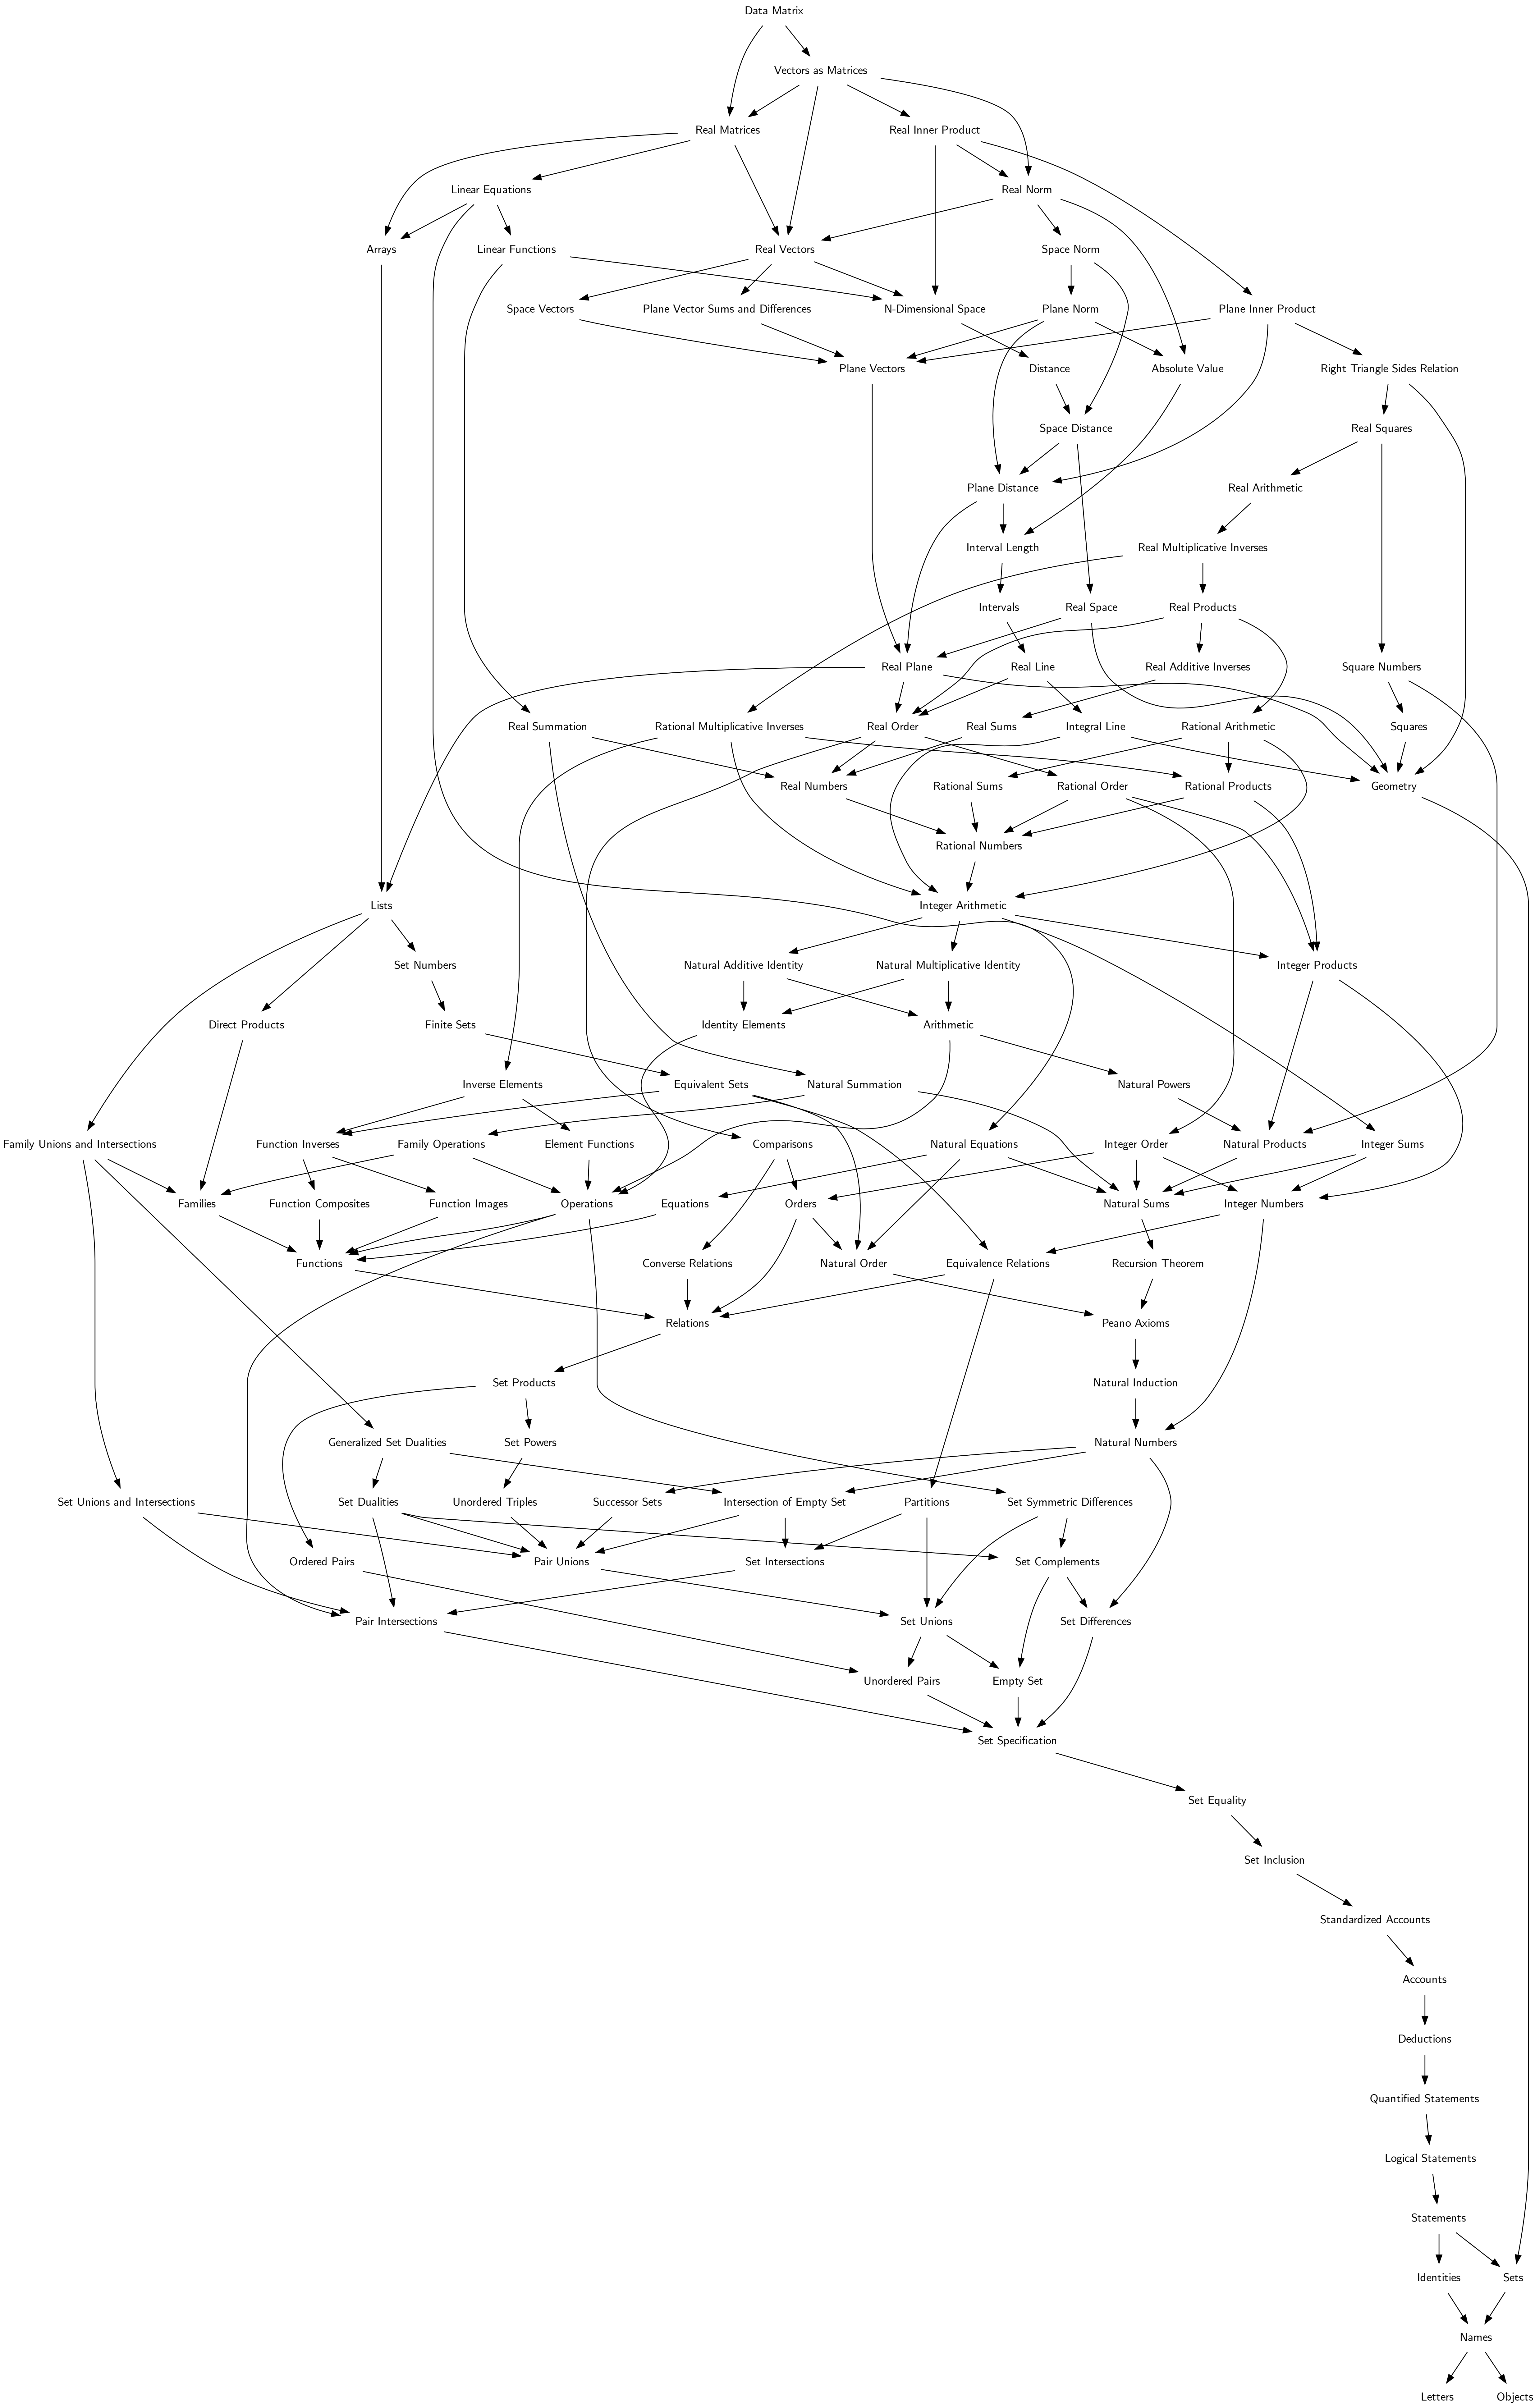 Data Matrix
Vectors as Matrices
Real Matrices
Real Inner Product
Linear Equations
Real Norm
Arrays
Linear Functions
Real Vectors
Space Norm
Space Vectors
Plane Vector Sums and Differences
N-Dimensional Space
Plane Norm
Plane Inner Product
Plane Vectors
Distance
Absolute Value
Right Triangle Sides Relation
Space Distance
Real Squares
Plane Distance
Real Arithmetic
Interval Length
Real Multiplicative Inverses
Intervals
Real Space
Real Products
Real Plane
Real Line
Real Additive Inverses
Square Numbers
Real Summation
Rational Multiplicative Inverses
Real Order
Real Sums
Integral Line
Rational Arithmetic
Squares
Real Numbers
Rational Sums
Rational Order
Rational Products
Geometry
Rational Numbers
Lists
Integer Arithmetic
Set Numbers
Natural Additive Identity
Natural Multiplicative Identity
Integer Products
Direct Products
Finite Sets
Identity Elements
Arithmetic
Inverse Elements
Equivalent Sets
Natural Summation
Natural Powers
Family Unions and Intersections
Function Inverses
Family Operations
Element Functions
Comparisons
Natural Equations
Integer Order
Natural Products
Integer Sums
Families
Function Composites
Function Images
Operations
Equations
Orders
Natural Sums
Integer Numbers
Functions
Converse Relations
Natural Order
Equivalence Relations
Recursion Theorem
Relations
Peano Axioms
Set Products
Natural Induction
Generalized Set Dualities
Set Powers
Natural Numbers
Set Unions and Intersections
Set Dualities
Unordered Triples
Successor Sets
Intersection of Empty Set
Partitions
Set Symmetric Differences
Ordered Pairs
Pair Unions
Set Intersections
Set Complements
Pair Intersections
Set Unions
Set Differences
Unordered Pairs
Empty Set
Set Specification
Set Equality
Set Inclusion
Standardized Accounts
Accounts
Deductions
Quantified Statements
Logical Statements
Statements
Identities
Sets
Names
Letters
Objects